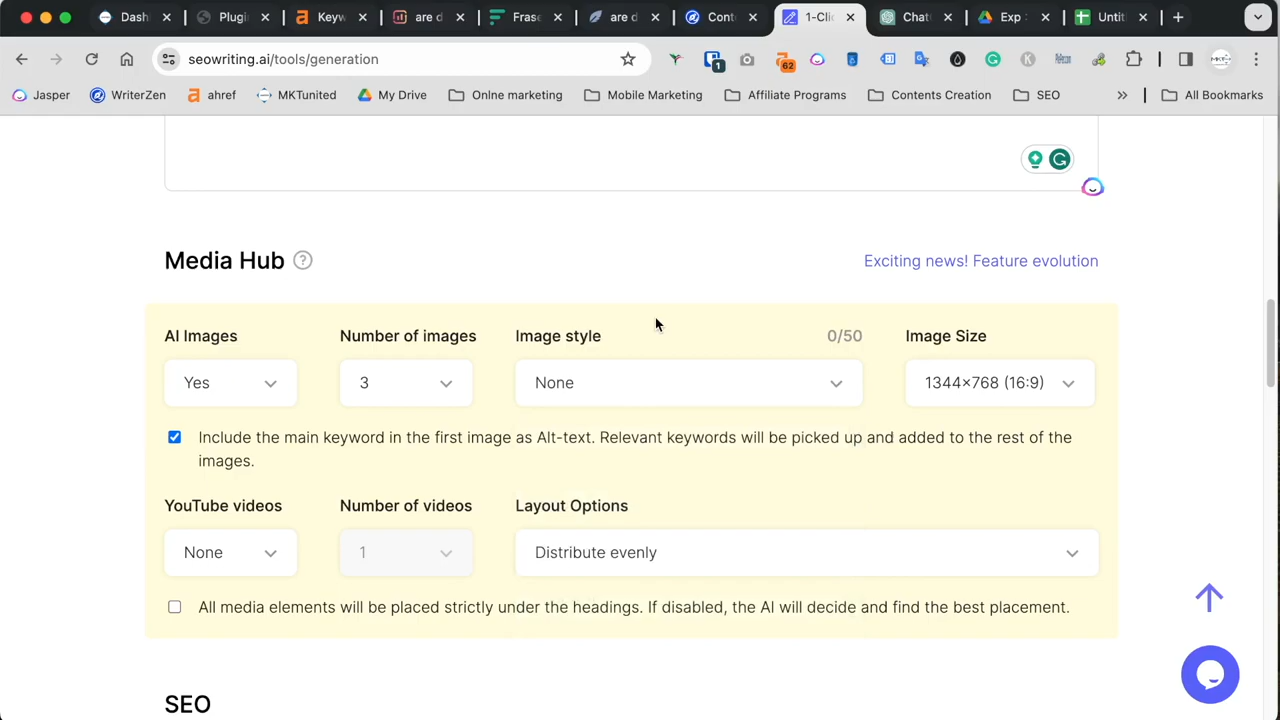 Dash
Plugin
Keyw
are d
Frase
are d
Cont
1-Cli
Chat
Exp
Untit
seowriting.ai/tools/generation
1
62
Jasper
WriterZen
ahref
MKTunited
My Drive
Onlne marketing
Mobile Marketing
Affiliate Programs
Contents Creation
SEO
All Bookmarks
Media Hub
Exciting news! Feature evolution
AI Images
Number of images
Image style
0/50
Image Size
Yes
3
None
1344×768 (16:9)
Include the main keyword in the first image as Alt-text. Relevant keywords will be picked up and added to the rest of the
images.
YouTube videos
Number of videos
Layout Options
None
1
Distribute evenly
All media elements will be placed strictly under the headings. If disabled, the AI will decide and find the best placement.
SEO